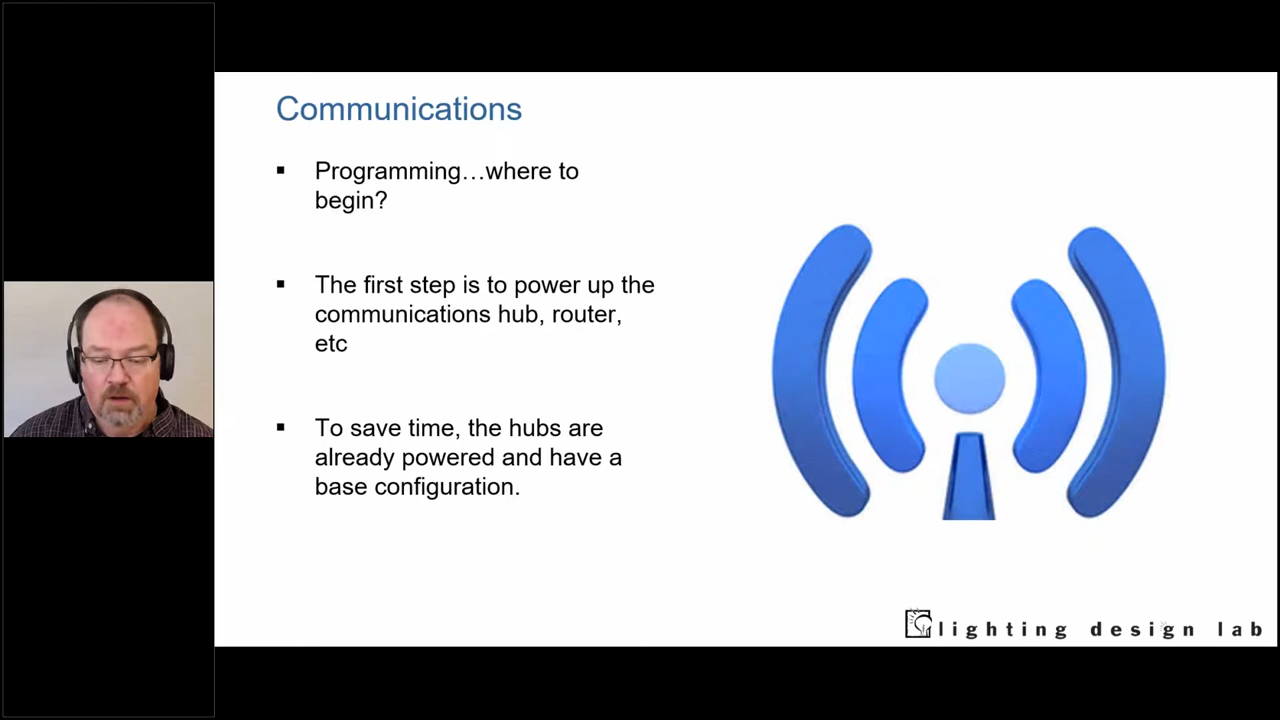 Communications
▪ Programming…where to
begin?
▪ The first step is to power up the
communications hub, router,
etc
▪ To save time, the hubs are
already powered and have a
base configuration.
lighting design lab